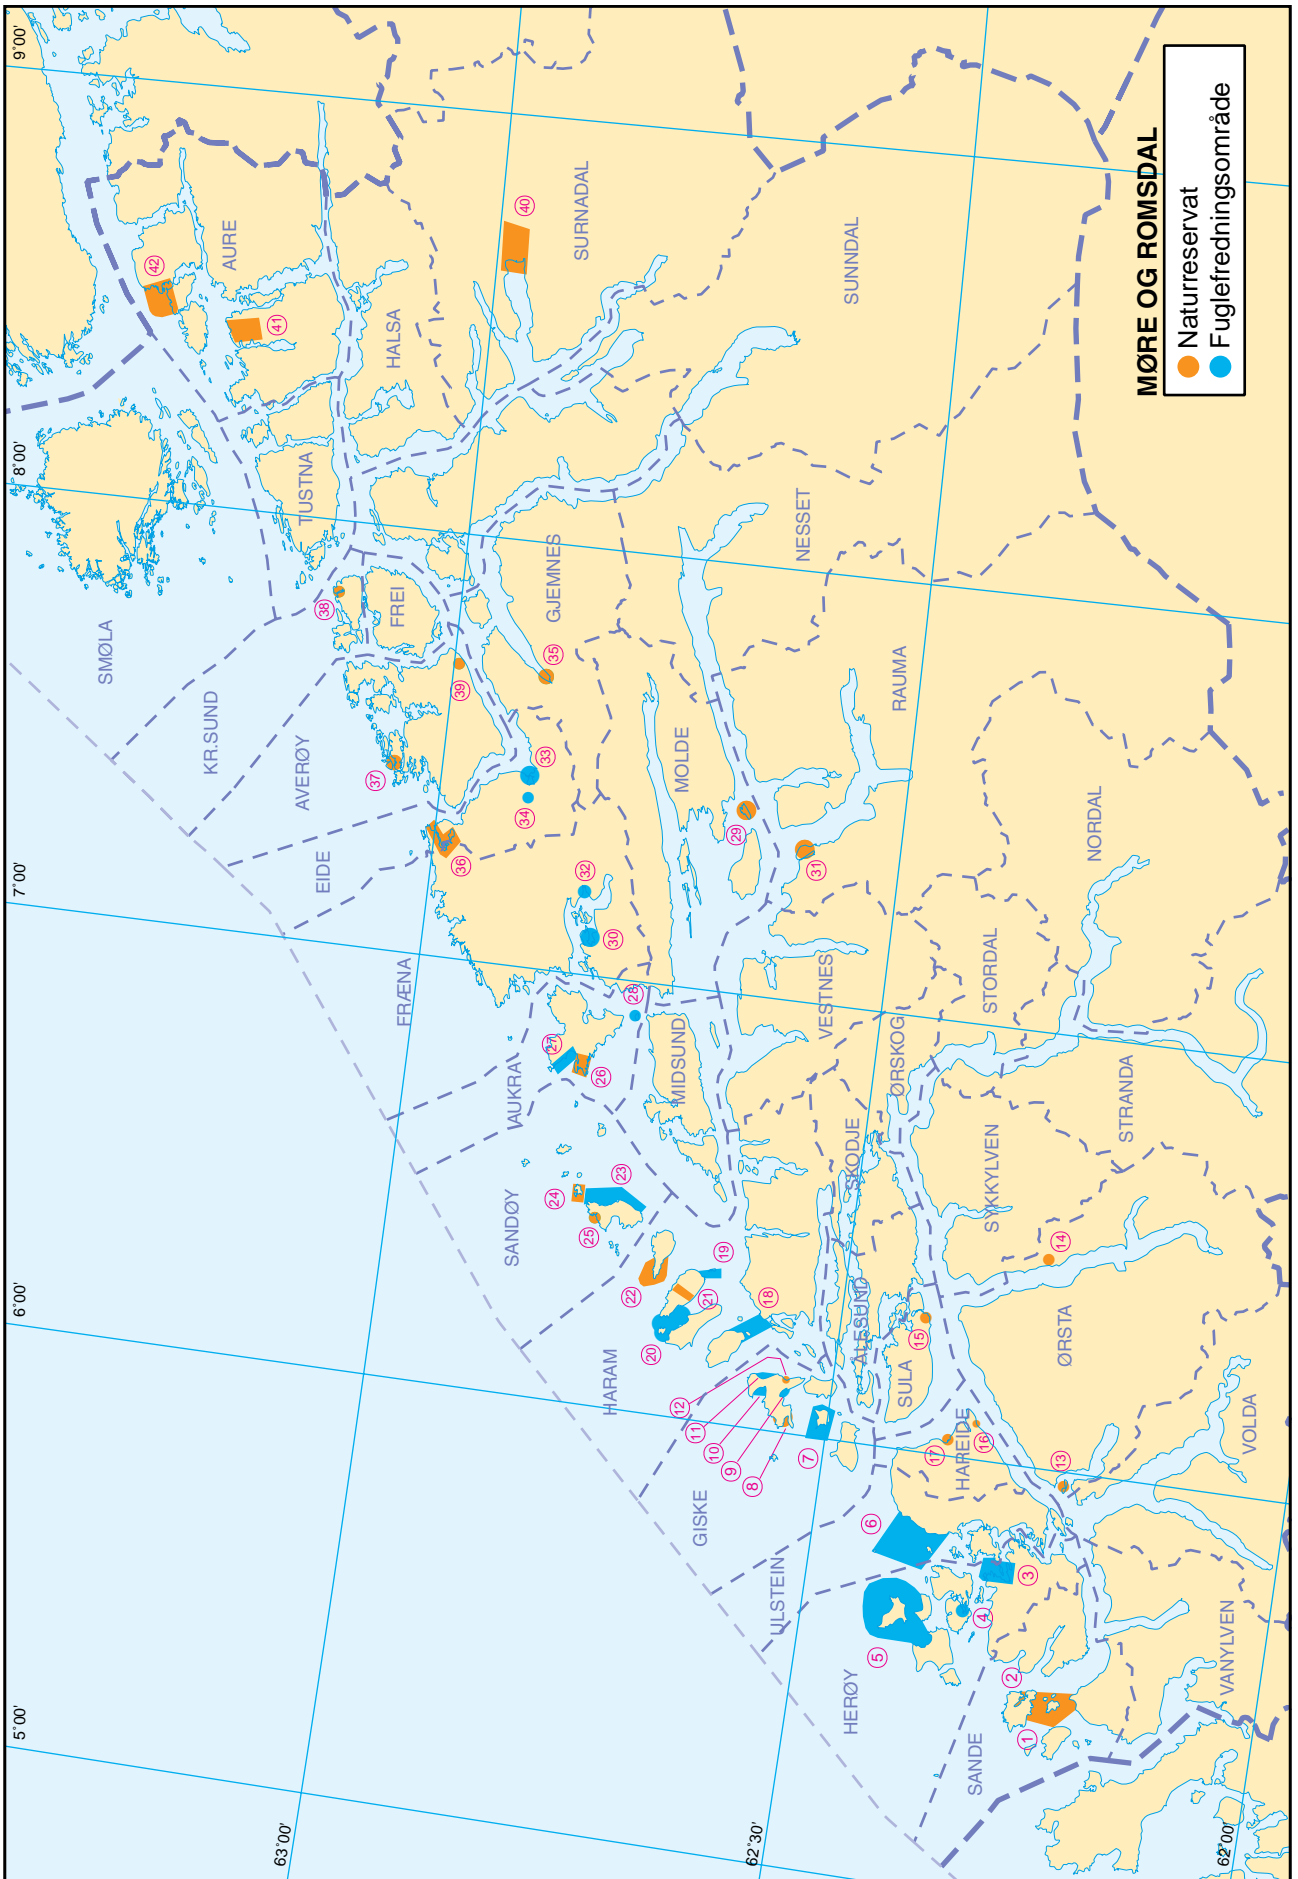 MØRE OG ROMSDAL
Naturreservat
Fuglefredningsområde
5°00'
6°00'
7°00'
8°00'
9°00'
63°00'
62°30'
62°00'
SMØLA
KR.SUND
AVERØY
EIDE
FRÆNA
AUKRA
SANDØY
HARAM
GISKE
ULSTEIN
HERØY
SANDE
VANYLVEN
VOLDA
ØRSTA
HAREIDE
SULA
ÅLESUND
SKODJE
ØRSKOG
SYKKYLVEN
STRANDA
STORDAL
NORDAL
VESTNES
MIDSUND
MOLDE
RAUMA
NESSET
GJEMNES
FREI
TUSTNA
HALSA
AURE
SURNADAL
SUNNDAL
1
2
3
4
5
6
7
8
9
10
11
12
13
14
15
16
17
18
19
20
21
22
23
24
25
26
27
28
29
30
31
32
33
34
35
36
37
38
39
40
41
42